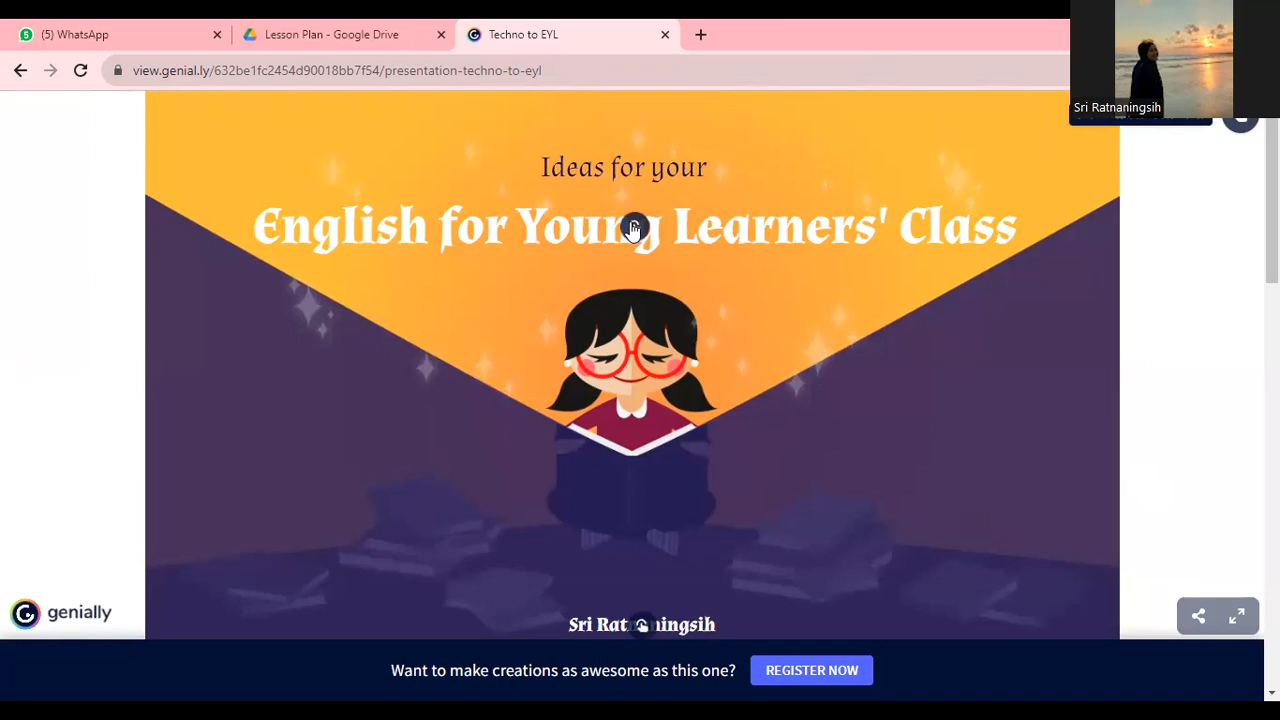 WhatsApp
Lesson Plan - Google Drive
Techno to EYL
view.genial.ly/632be1fc2454d90018bb7f54/presentation-techno-to-eyl
Sri Ratnaningsih
Ideas for your
English for Young Learners' Class
Sri Ratnaningsih
genially
Want to make creations as awesome as this one?
REGISTER NOW